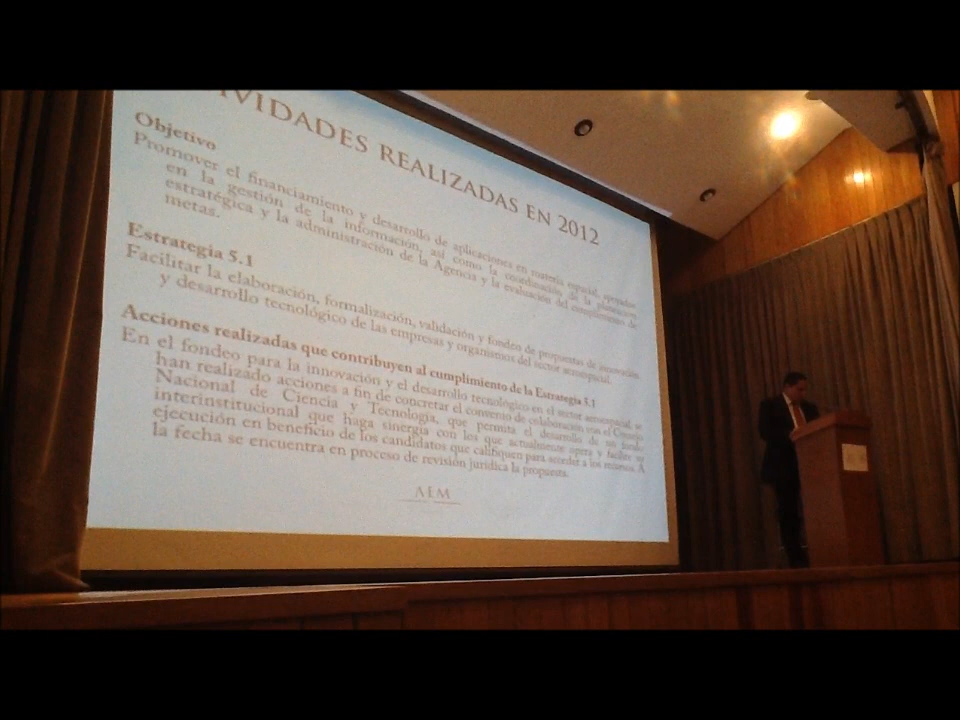 IVIDADES REALIZADAS EN 2012
Objetivo
Promover el financiamiento y desarrollo de aplicaciones en materia espacial, apoyados
en la gestión de la información, así como la coordinación de la planeación
estratégica y la administración de la Agencia y la evaluación del cumplimiento de
metas.
Estrategia 5.1
Facilitar la elaboración, formalización, validación y fondeo de propuestas de innovación
y desarrollo tecnológico de las empresas y organismos del sector aeroespacial.
Acciones realizadas que contribuyen al cumplimiento de la Estrategia 5.1
En el fondeo para la innovación y el desarrollo tecnológico en el sector aeroespacial, se
han realizado acciones a fin de concretar el convenio de colaboración con el Consejo
Nacional de Ciencia y Tecnología, que permita el desarrollo de un fondo
interinstitucional que haga sinergia con los que actualmente opera y facilite su
ejecución en beneficio de los candidatos que califiquen para acceder a los recursos. A
la fecha se encuentra en proceso de revisión jurídica la propuesta.
AEM